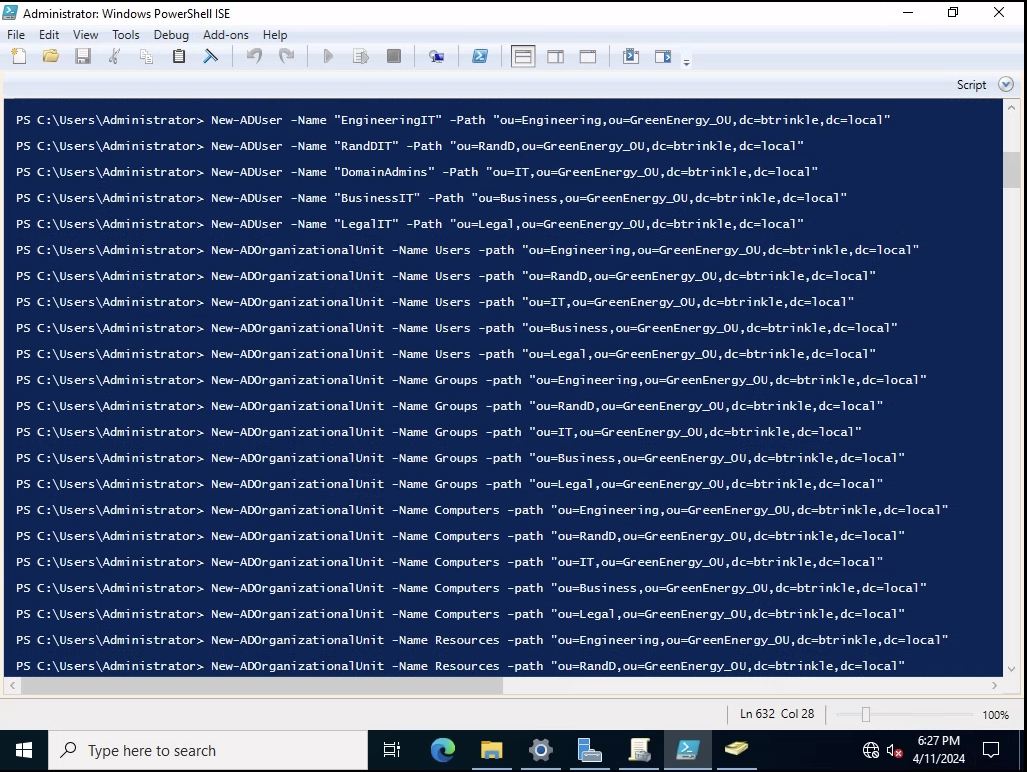 Administrator: Windows PowerShell ISE
File Edit View Tools Debug Add-ons Help
Script
PS C:\Users\Administrator> New-ADUser -Name "EngineeringIT" -Path "ou=Engineering,ou=GreenEnergy_OU,dc=btrinkle,dc=local"
PS C:\Users\Administrator> New-ADUser -Name "RandDIT" -Path "ou=RandD,ou=GreenEnergy_OU,dc=btrinkle,dc=local"
PS C:\Users\Administrator> New-ADUser -Name "DomainAdmins" -Path "ou=IT,ou=GreenEnergy_OU,dc=btrinkle,dc=local"
PS C:\Users\Administrator> New-ADUser -Name "BusinessIT" -Path "ou=Business,ou=GreenEnergy_OU,dc=btrinkle,dc=local"
PS C:\Users\Administrator> New-ADUser -Name "LegalIT" -Path "ou=Legal,ou=GreenEnergy_OU,dc=btrinkle,dc=local"
PS C:\Users\Administrator> New-ADOrganizationalUnit -Name Users -path "ou=Engineering,ou=GreenEnergy_OU,dc=btrinkle,dc=local"
PS C:\Users\Administrator> New-ADOrganizationalUnit -Name Users -path "ou=RandD,ou=GreenEnergy_OU,dc=btrinkle,dc=local"
PS C:\Users\Administrator> New-ADOrganizationalUnit -Name Users -path "ou=IT,ou=GreenEnergy_OU,dc=btrinkle,dc=local"
PS C:\Users\Administrator> New-ADOrganizationalUnit -Name Users -path "ou=Business,ou=GreenEnergy_OU,dc=btrinkle,dc=local"
PS C:\Users\Administrator> New-ADOrganizationalUnit -Name Users -path "ou=Legal,ou=GreenEnergy_OU,dc=btrinkle,dc=local"
PS C:\Users\Administrator> New-ADOrganizationalUnit -Name Groups -path "ou=Engineering,ou=GreenEnergy_OU,dc=btrinkle,dc=local"
PS C:\Users\Administrator> New-ADOrganizationalUnit -Name Groups -path "ou=RandD,ou=GreenEnergy_OU,dc=btrinkle,dc=local"
PS C:\Users\Administrator> New-ADOrganizationalUnit -Name Groups -path "ou=IT,ou=GreenEnergy_OU,dc=btrinkle,dc=local"
PS C:\Users\Administrator> New-ADOrganizationalUnit -Name Groups -path "ou=Business,ou=GreenEnergy_OU,dc=btrinkle,dc=local"
PS C:\Users\Administrator> New-ADOrganizationalUnit -Name Groups -path "ou=Legal,ou=GreenEnergy_OU,dc=btrinkle,dc=local"
PS C:\Users\Administrator> New-ADOrganizationalUnit -Name Computers -path "ou=Engineering,ou=GreenEnergy_OU,dc=btrinkle,dc=local"
PS C:\Users\Administrator> New-ADOrganizationalUnit -Name Computers -path "ou=RandD,ou=GreenEnergy_OU,dc=btrinkle,dc=local"
PS C:\Users\Administrator> New-ADOrganizationalUnit -Name Computers -path "ou=IT,ou=GreenEnergy_OU,dc=btrinkle,dc=local"
PS C:\Users\Administrator> New-ADOrganizationalUnit -Name Computers -path "ou=Business,ou=GreenEnergy_OU,dc=btrinkle,dc=local"
PS C:\Users\Administrator> New-ADOrganizationalUnit -Name Computers -path "ou=Legal,ou=GreenEnergy_OU,dc=btrinkle,dc=local"
PS C:\Users\Administrator> New-ADOrganizationalUnit -Name Resources -path "ou=Engineering,ou=GreenEnergy_OU,dc=btrinkle,dc=local"
PS C:\Users\Administrator> New-ADOrganizationalUnit -Name Resources -path "ou=RandD,ou=GreenEnergy_OU,dc=btrinkle,dc=local"
Ln 632 Col 28 100%
Type here to search
6:27 PM
4/11/2024